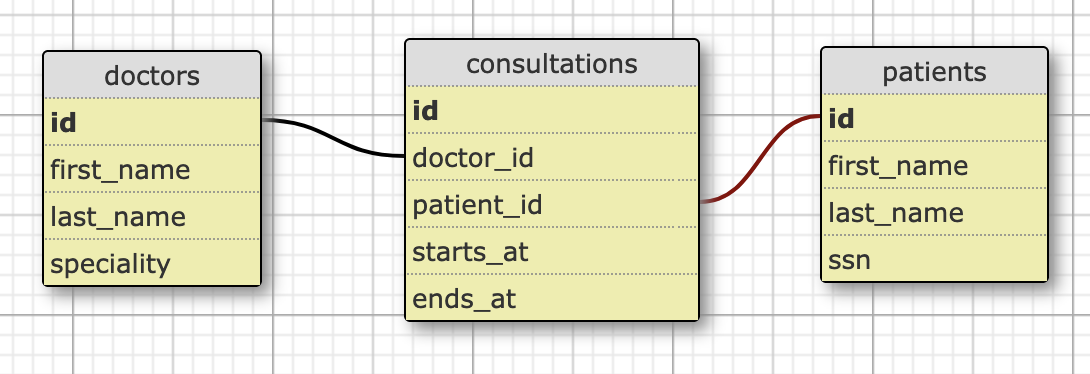 doctors
id
first_name
last_name
speciality
consultations
id
doctor_id
patient_id
starts_at
ends_at
patients
id
first_name
last_name
ssn